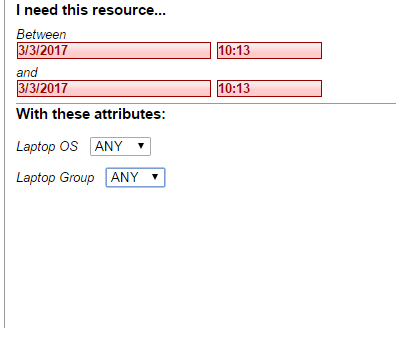 I need this resource...
Between
3/3/2017 10:13
and
3/3/2017 10:13
With these attributes:
Laptop OS ANY
Laptop Group ANY